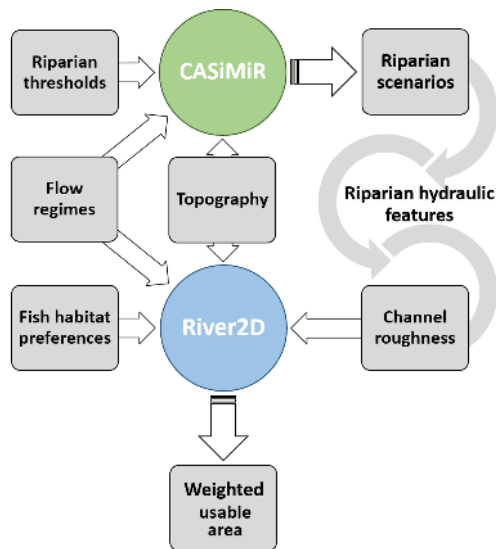 Riparian
thresholds
CASiMiR
Riparian
scenarios
Flow
regimes
Topography
Riparian hydraulic
features
Fish habitat
preferences
River2D
Channel
roughness
Weighted
usable
area